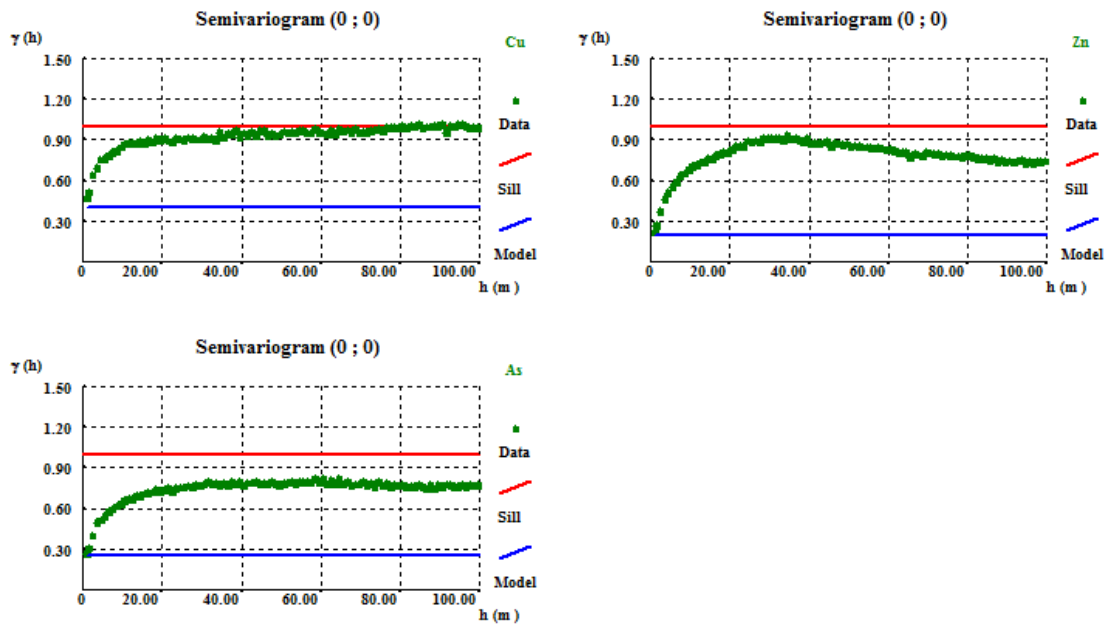 Semivariogram (0 ; 0)
γ (h)
Cu
1.50
1.20
0.90
0.60
0.30
0
20.00
40.00
60.00
80.00
100.00
h (m )
Data
Sill
Model
Semivariogram (0 ; 0)
γ (h)
Zn
1.50
1.20
0.90
0.60
0.30
0
20.00
40.00
60.00
80.00
100.00
h (m )
Data
Sill
Model
Semivariogram (0 ; 0)
γ (h)
As
1.50
1.20
0.90
0.60
0.30
0
20.00
40.00
60.00
80.00
100.00
h (m )
Data
Sill
Model